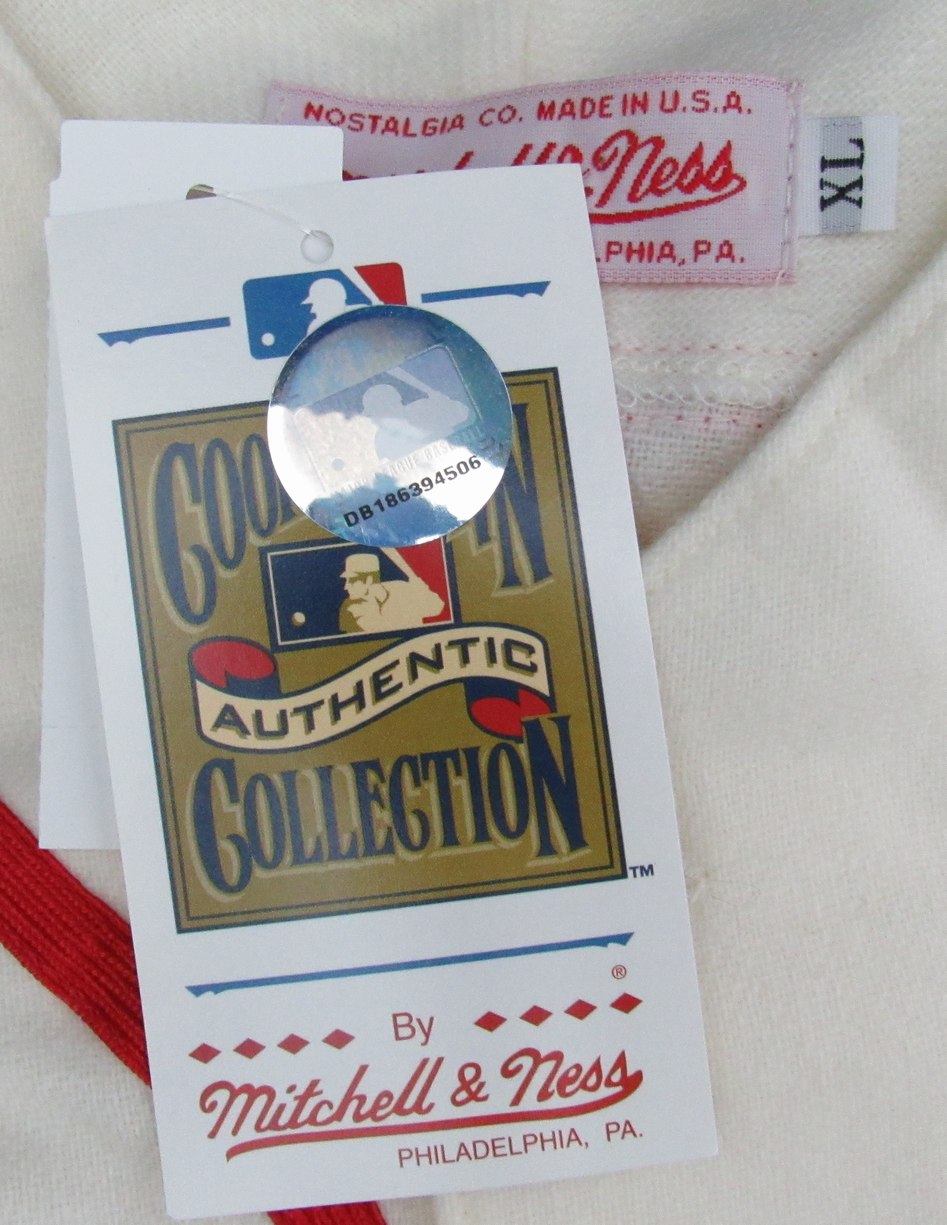 NOSTALGIA CO. MADE IN U.S.A.
& Ness
PHIA, PA.
XL
DB186394506
AUTHENTIC
COLLECTION
TM
®
By
Mitchell & Ness
PHILADELPHIA, PA.